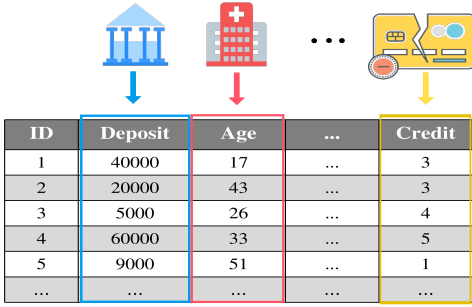 ...
ID Deposit Age ... Credit
1 40000 17 ... 3
2 20000 43 ... 3
3 5000 26 ... 4
4 60000 33 ... 5
5 9000 51 ... 1
... ... ... ... ...